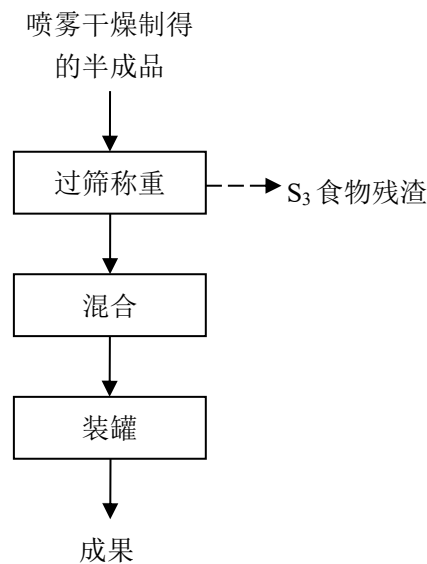 喷雾干燥制得
的半成品
过筛称重
S₃ 食物残渣
混合
装罐
成果